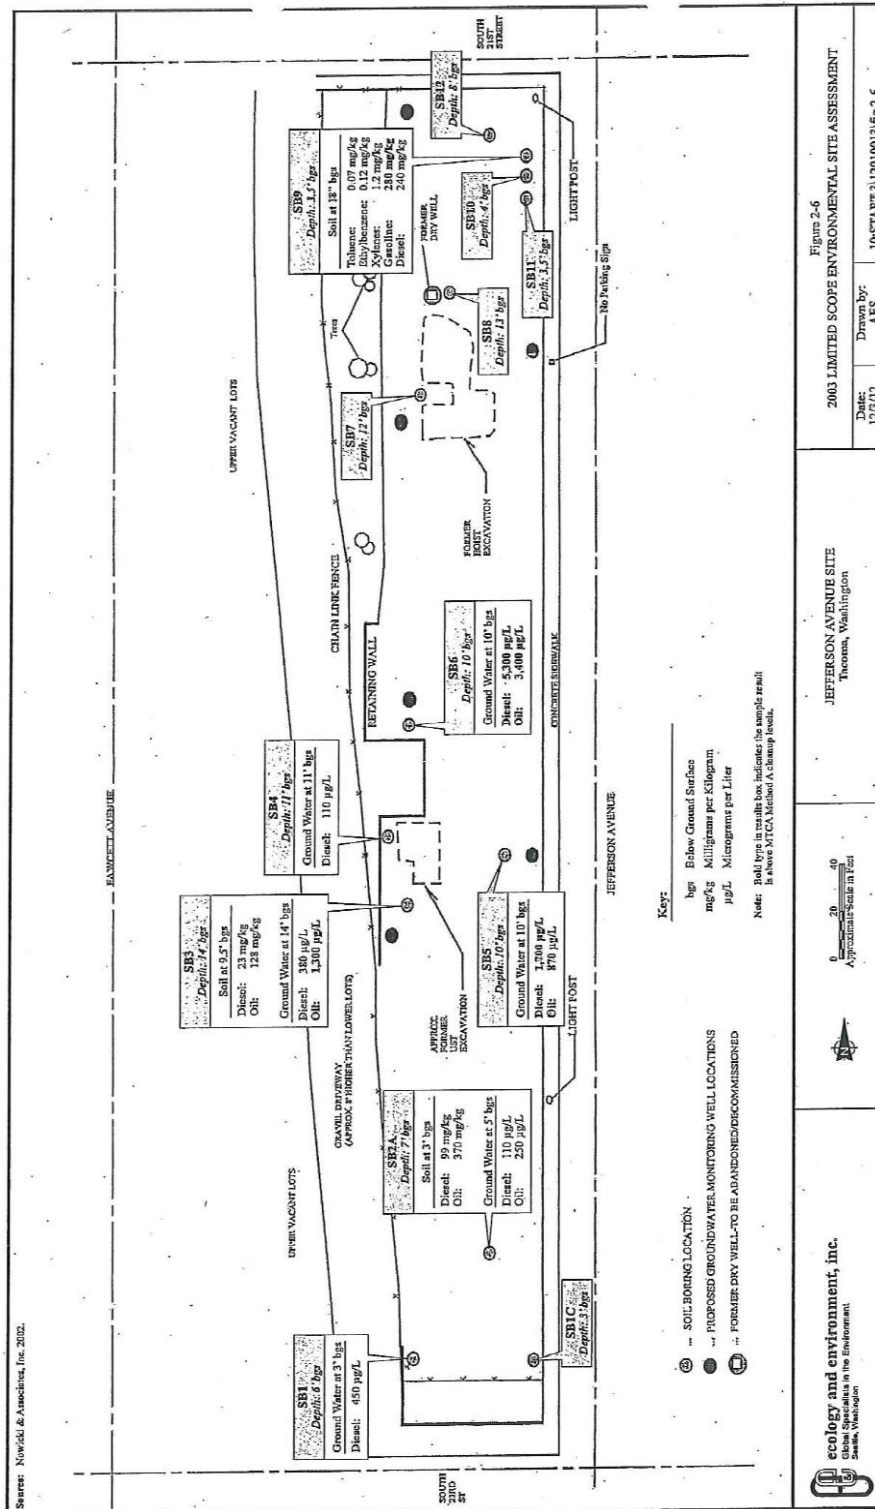 Source: Nowicki & Associates, Inc. 2002.
FAWCETT AVENUE
UPPER VACANT LOTS
UPPER VACANT LOTS
SOUTH
21ST
STREET
SOUTH
23RD
ST
SB1
Depth: 6' bgs
Ground Water at 3' bgs
Diesel: 450 µg/L
SB1C
Depth: 3' bgs
SB2A
Depth: 7' bgs
Soil at 3' bgs
Diesel: 99 mg/kg
Oil: 370 mg/kg
Ground Water at 5' bgs
Diesel: 110 µg/L
Oil: 250 µg/L
GRAVEL DRIVEWAY
(APPROX. 8' HIGHER THAN LOWER LOTS)
SB3
Depth: 14' bgs
Soil at 9.5' bgs
Diesel: 23 mg/kg
Oil: 128 mg/kg
Ground Water at 14' bgs
Diesel: 380 µg/L
Oil: 1,300 µg/L
SB4
Depth: 11' bgs
Ground Water at 11' bgs
Diesel: 110 µg/L
APPROX.
FORMER
UST
EXCAVATION
SB5
Depth: 10' bgs
Ground Water at 10' bgs
Diesel: 1,700 µg/L
Oil: 870 µg/L
LIGHT POST
RETAINING WALL
CHAIN LINK FENCE
SB6
Depth: 10' bgs
Ground Water at 10' bgs
Diesel: 5,300 µg/L
Oil: 3,400 µg/L
CONCRETE SIDEWALK
FORMER
HOIST
EXCAVATION
SB7
Depth: 12' bgs
Trees
SB8
Depth: 13' bgs
FORMER
DRY WELL
SB9
Depth: 3.5' bgs
Soil at 18" bgs
Toluene: 0.07 mg/kg
Ethylbenzene: 0.12 mg/kg
Xylenes: 1.2 mg/kg
Gasoline: 280 mg/kg
Diesel: 240 mg/kg
SB10
Depth: 4' bgs
SB11
Depth: 3.5' bgs
SB12
Depth: 8' bgs
No Parking Sign
LIGHT POST
JEFFERSON AVENUE
... SOIL BORING LOCATION
... PROPOSED GROUNDWATER MONITORING WELL LOCATIONS
... FORMER DRY WELL-TO BE ABANDONED/DECOMMISSIONED
Key:
bgs Below Ground Surface
mg/kg Milligrams per Kilogram
µg/L Micrograms per Liter
Note: Bold type in results box indicates the sample result
is above MTCA Method A cleanup levels.
ecology and environment, inc.
Global Specialists in the Environment
Seattle, Washington
N
0 20 40
Approximate Scale in Feet
JEFFERSON AVENUE SITE
Tacoma, Washington
Figure 2-6
2003 LIMITED SCOPE ENVIRONMENTAL SITE ASSESSMENT
Date:
12/3/12
Drawn by:
AES